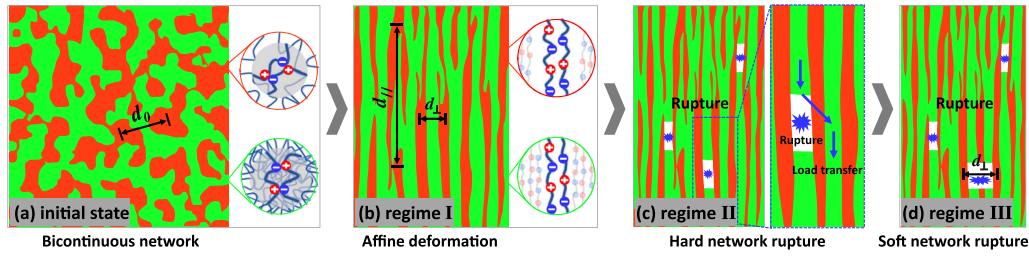 d0
(a) initial state
Bicontinuous network
d//
d⊥
(b) regime I
Affine deformation
Rupture
Rupture
Load transfer
(c) regime II
Hard network rupture
Rupture
d⊥
(d) regime III
Soft network rupture